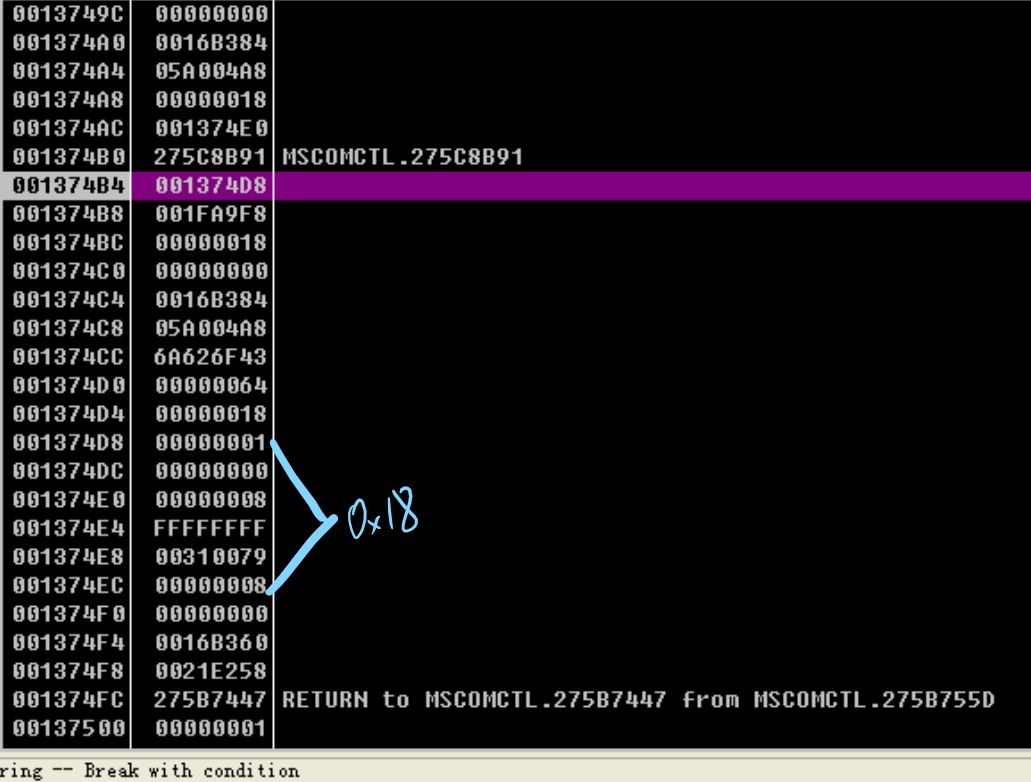 0013749C 00000000
001374A0 0016B384
001374A4 05A004A8
001374A8 00000018
001374AC 001374E0
001374B0 275C8B91 MSCOMCTL.275C8B91
001374B4 001374D8
001374B8 001FA9F8
001374BC 00000018
001374C0 00000000
001374C4 0016B384
001374C8 05A004A8
001374CC 6A626F43
001374D0 00000064
001374D4 00000018
001374D8 00000001
001374DC 00000000
001374E0 00000008
0x18
001374E4 FFFFFFFF
001374E8 00310079
001374EC 00000008
001374F0 00000000
001374F4 0016B360
001374F8 0021E258
001374FC 275B7447 RETURN to MSCOMCTL.275B7447 from MSCOMCTL.275B755D
00137500 00000001
ring -- Break with condition